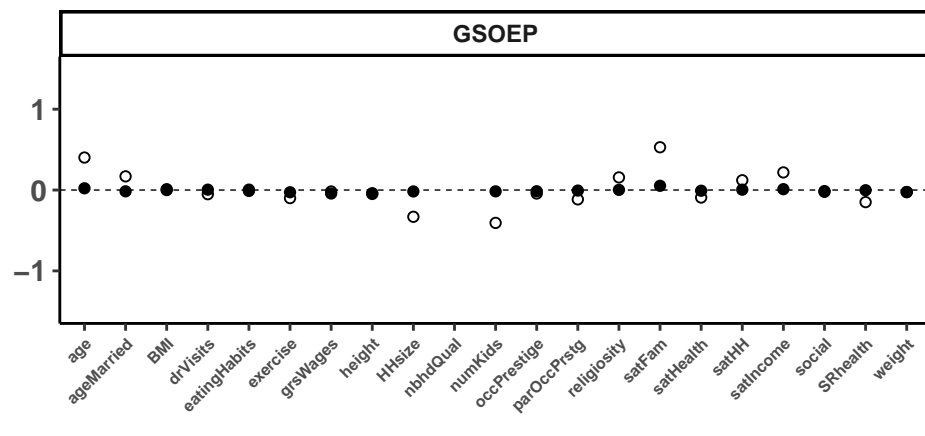 GSOEP
1
0
−1
age
ageMarried
BMI
drVisits
eatingHabits
exercise
grsWages
height
HHsize
nbhdQual
numKids
occPrestige
parOccPrstg
religiosity
satFam
satHealth
satHH
satIncome
social
SRhealth
weight